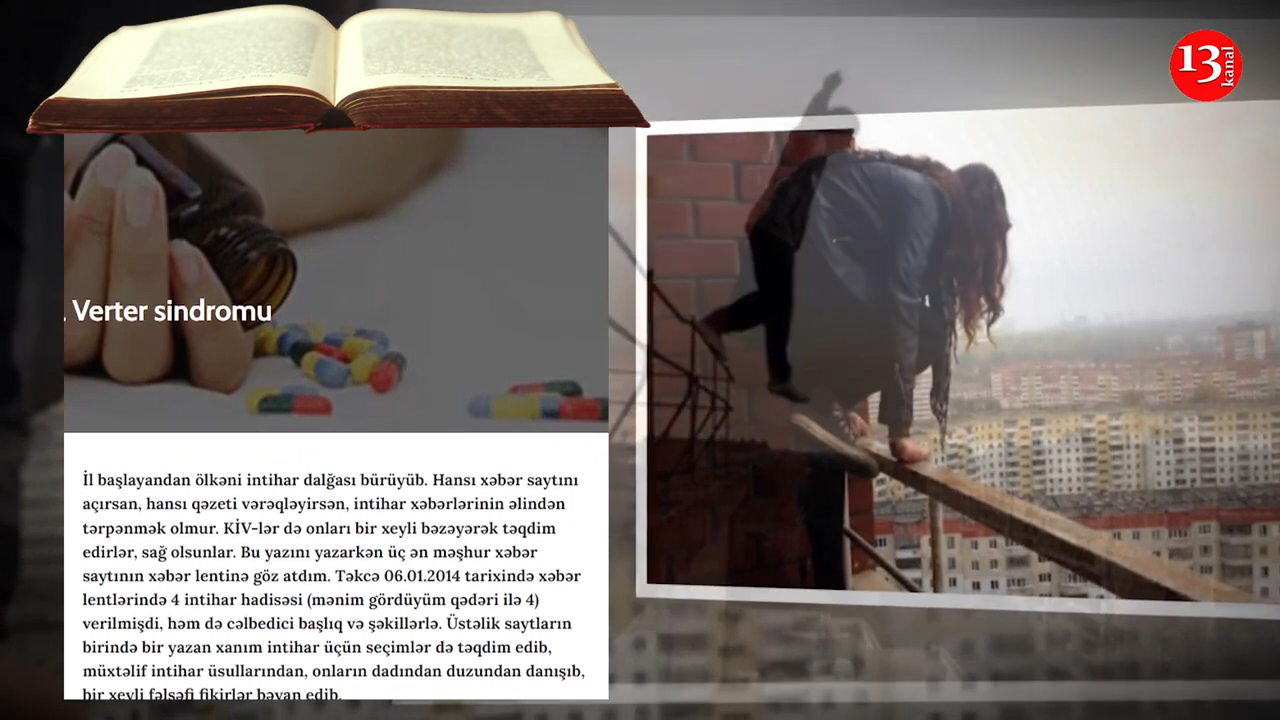 13
kanal
. Verter sindromu
İl başlayandan ölkəni intihar dalğası bürüyüb. Hansı xəbər saytını
açırsan, hansı qəzeti vərəqləyirsən, intihar xəbərlərinin əlindən
tərpənmək olmur. KİV-lər də onları bir xeyli bəzəyərək təqdim
edirlər, sağ olsunlar. Bu yazını yazarkən üç ən məşhur xəbər
saytının xəbər lentinə göz atdım. Təkcə 06.01.2014 tarixində xəbər
lentlərində 4 intihar hadisəsi (mənim gördüyüm qədəri ilə 4)
verilmişdi, həm də cəlbedici başlıq və şəkillərlə. Üstəlik saytların
birində bir yazan xanım intihar üçün seçimlər də təqdim edib,
müxtəlif intihar üsullarından, onların dadından duzundan danışıb,
bir xeyli fəlsəfi fikirlər bəyan edib.